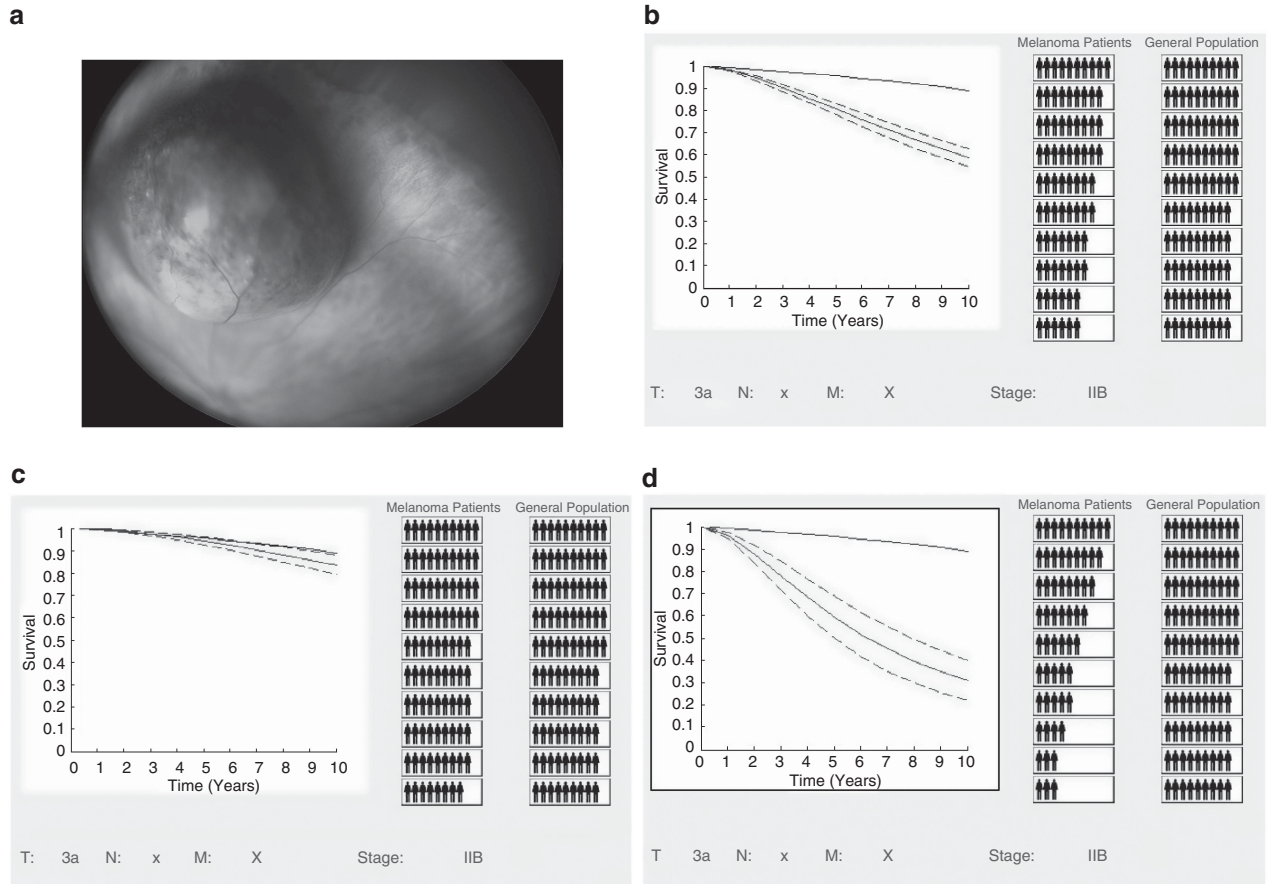 a
b
Melanoma Patients General Population
1
0.9
0.8
0.7
0.6
0.5
0.4
0.3
0.2
0.1
0
Survival
0 1 2 3 4 5 6 7 8 9 10
Time (Years)
T: 3a N: x M: X Stage: IIB
c
Melanoma Patients General Population
1
0.9
0.8
0.7
0.6
0.5
0.4
0.3
0.2
0.1
0
Survival
0 1 2 3 4 5 6 7 8 9 10
Time (Years)
T: 3a N: x M: X Stage: IIB
d
Melanoma Patients General Population
1
0.9
0.8
0.7
0.6
0.5
0.4
0.3
0.2
0.1
0
Survival
0 1 2 3 4 5 6 7 8 9 10
Time (Years)
T 3a N: x M: X Stage: IIB